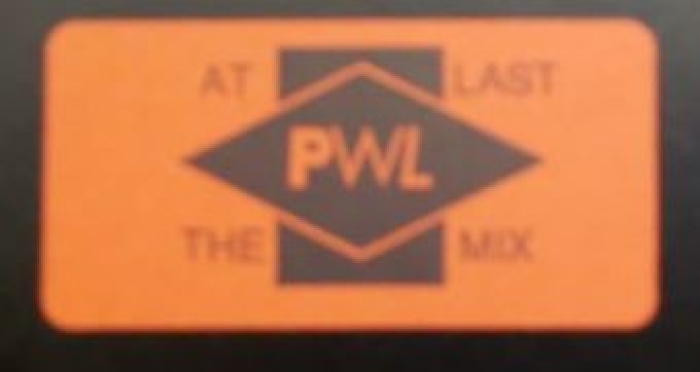 AT LAST
PWL
THE MIX